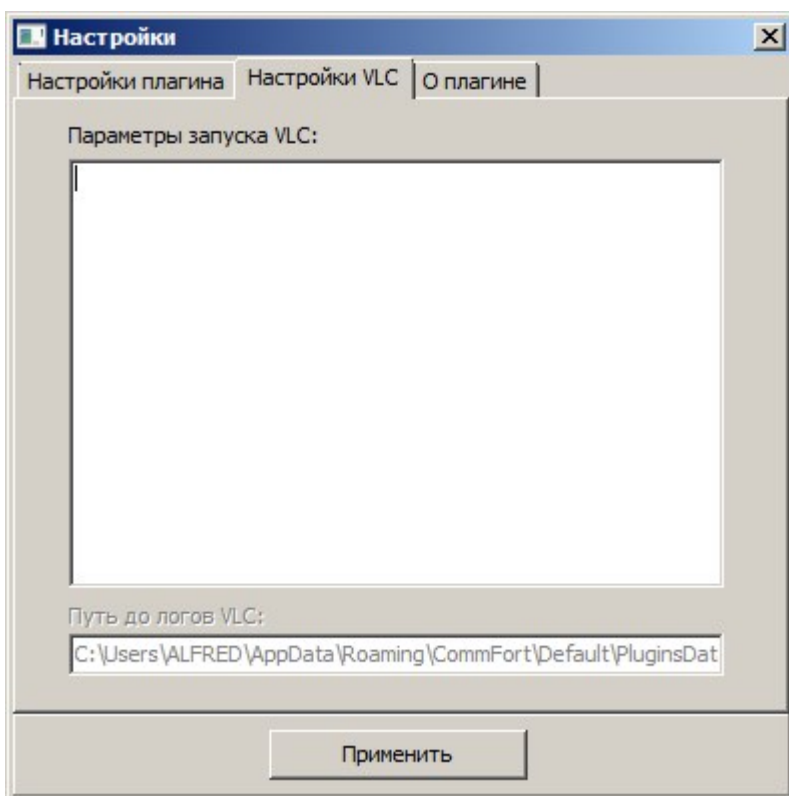 Настройки
Настройки плагина Настройки VLC О плагине
Параметры запуска VLC:
Путь до логов VLC:
C:\Users\ALFRED\AppData\Roaming\CommFort\Default\PluginsDat
Применить